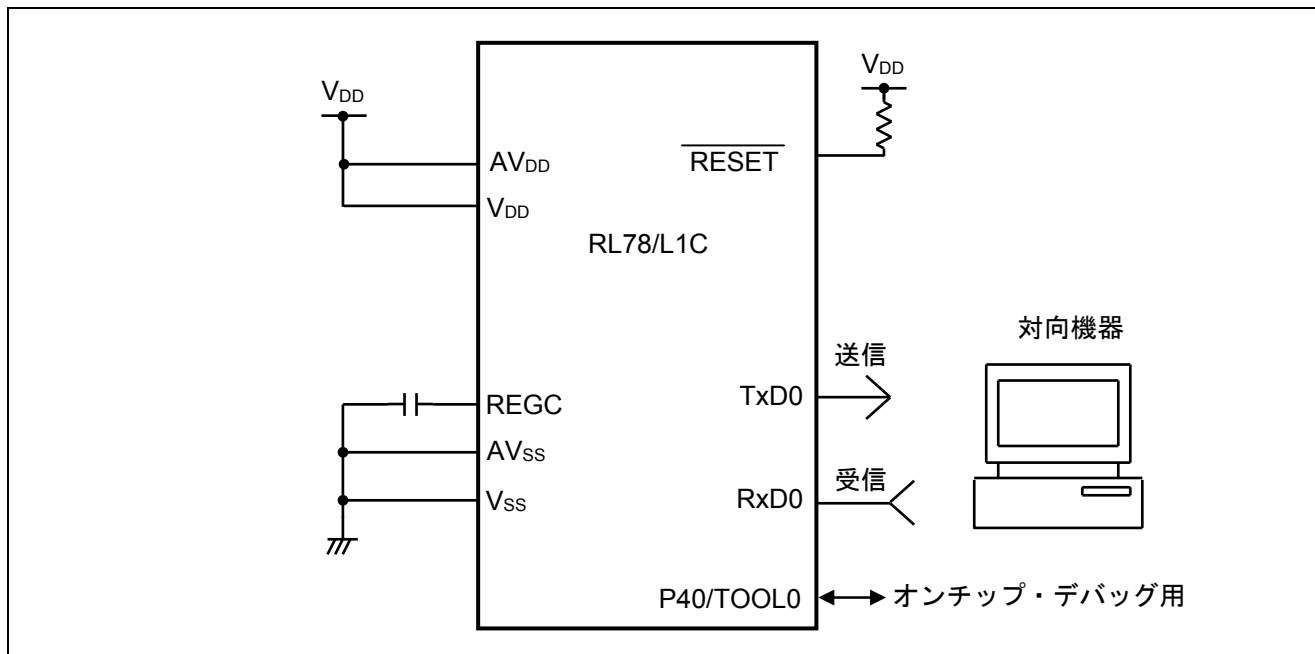 VDD
VDD
AVDD
RESET
VDD
RL78/L1C
対向機器
送信
REGC
TxD0
AVSS
受信
VSS
RxD0
P40/TOOL0
オンチップ・デバッグ用